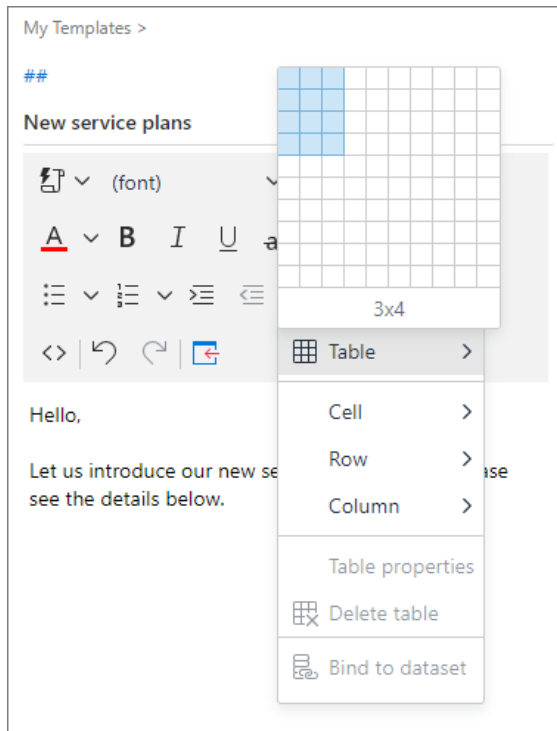 My Templates >
##
New service plans
(font)
A B I U a
3x4
Table
Hello,
Cell
Let us introduce our new se
Row
ase
see the details below.
Column
Table properties
Delete table
Bind to dataset